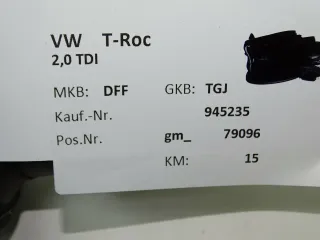 VW T-Roc
2,0 TDI
MKB: DFF GKB: TGJ
Kauf.-Nr. 945235
Pos.Nr. gm_ 79096
KM: 15